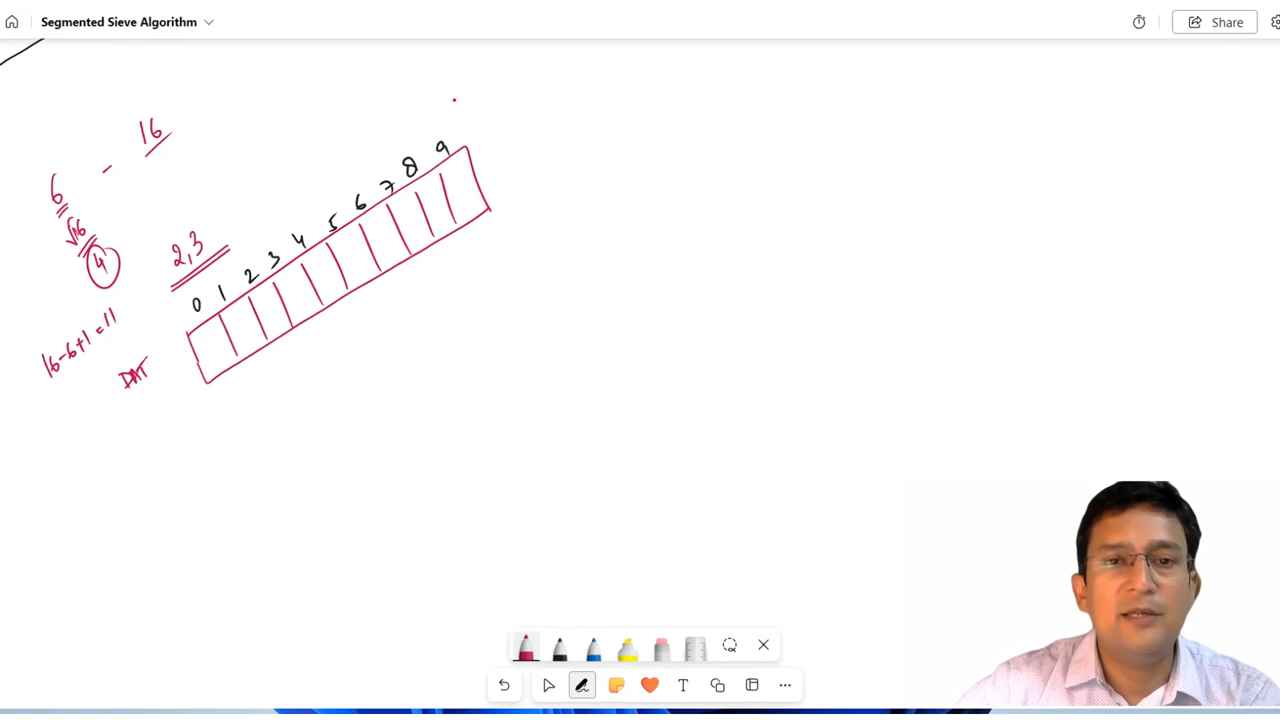 Segmented Sieve Algorithm
Share
6 - 16
√16
4
2,3
0 1 2 3 4 5 6 7 8 9
16-6+1=11
DAT